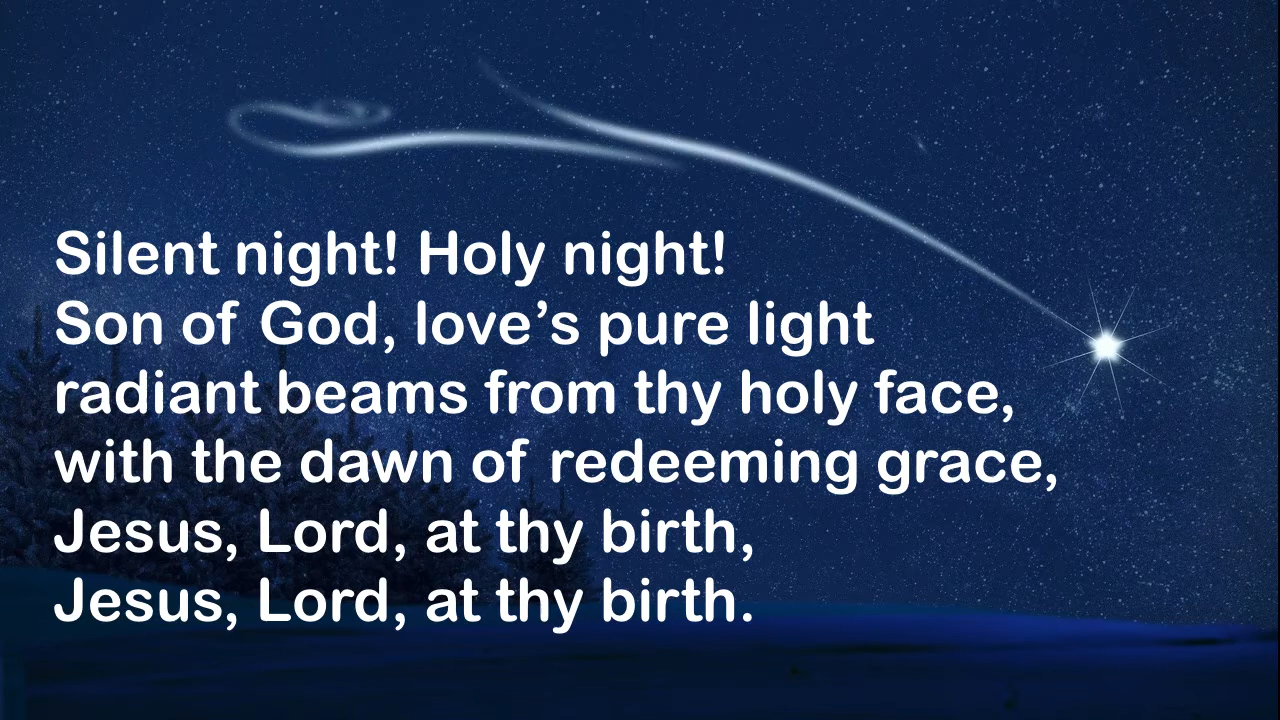 Silent night! Holy night!
Son of God, love’s pure light
radiant beams from thy holy face,
with the dawn of redeeming grace,
Jesus, Lord, at thy birth,
Jesus, Lord, at thy birth.